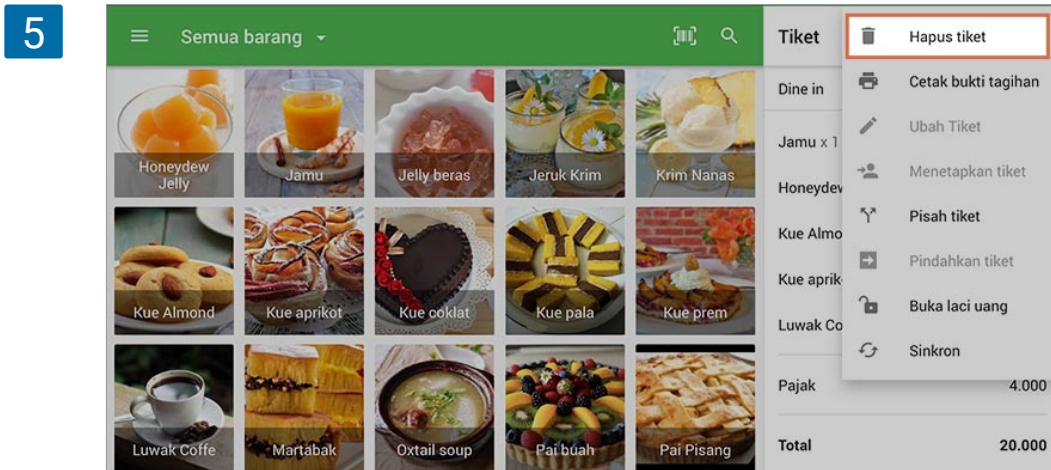 5
Semua barang
Tiket
Hapus tiket
Dine in
Cetak bukti tagihan
Ubah Tiket
Jamu x 1
Menetapkan tiket
Honeydew
Jelly
Jamu
Jelly beras
Jeruk Krim
Krim Nanas
Honeydew
Pisah tiket
Kue Almo
Pindahkan tiket
Kue aprik
Buka laci uang
Kue Almond
Kue aprikot
Kue coklat
Kue pala
Kue prem
Luwak Co
Sinkron
Pajak
4.000
Luwak Coffe
Martabak
Oxtail soup
Pai buah
Pai Pisang
Total
20.000